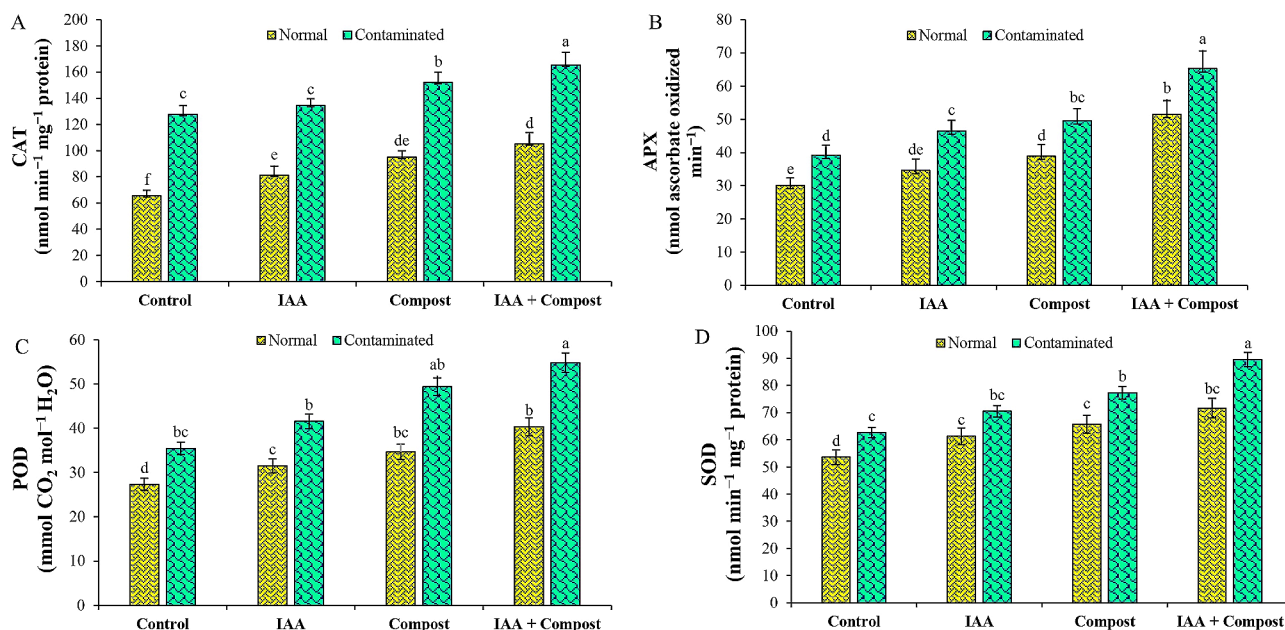 A
CAT
(nmol min⁻¹ mg⁻¹ protein)
200
180
160
140
120
100
80
60
40
20
0
Normal Contaminated
f c e c de b d a
Control IAA Compost IAA + Compost
B
APX
(nmol ascorbate oxidized
min⁻¹)
80
70
60
50
40
30
20
10
0
Normal Contaminated
e d de c d bc b a
Control IAA Compost IAA + Compost
C
POD
(mmol CO₂ mol⁻¹ H₂O)
60
50
40
30
20
10
0
Normal Contaminated
d bc c b bc ab b a
Control IAA Compost IAA + Compost
D
SOD
(nmol min⁻¹ mg⁻¹ protein)
100
90
80
70
60
50
40
30
20
10
0
Normal Contaminated
d c c bc c b bc a
Control IAA Compost IAA + Compost